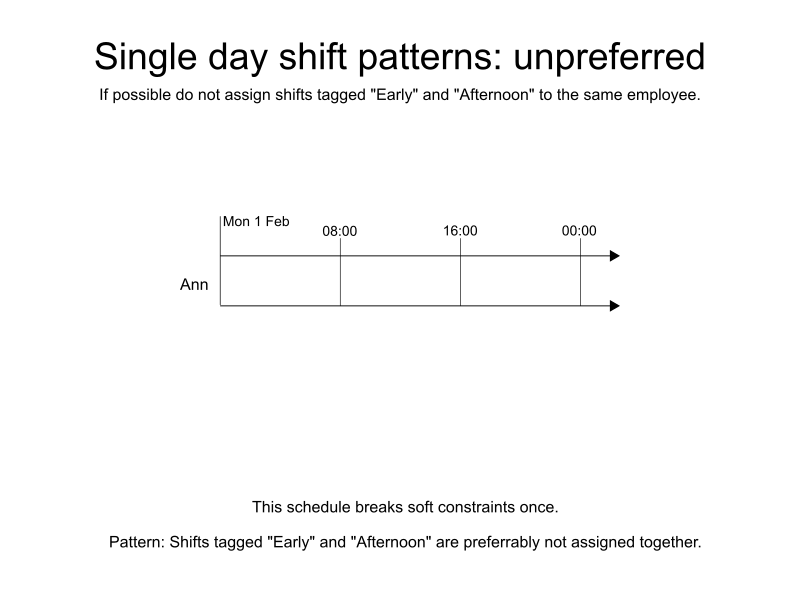 Single day shift patterns: unpreferred
If possible do not assign shifts tagged "Early" and "Afternoon" to the same employee.
Mon 1 Feb
08:00
16:00
00:00
Ann
This schedule breaks soft constraints once.
Pattern: Shifts tagged "Early" and "Afternoon" are preferrably not assigned together.